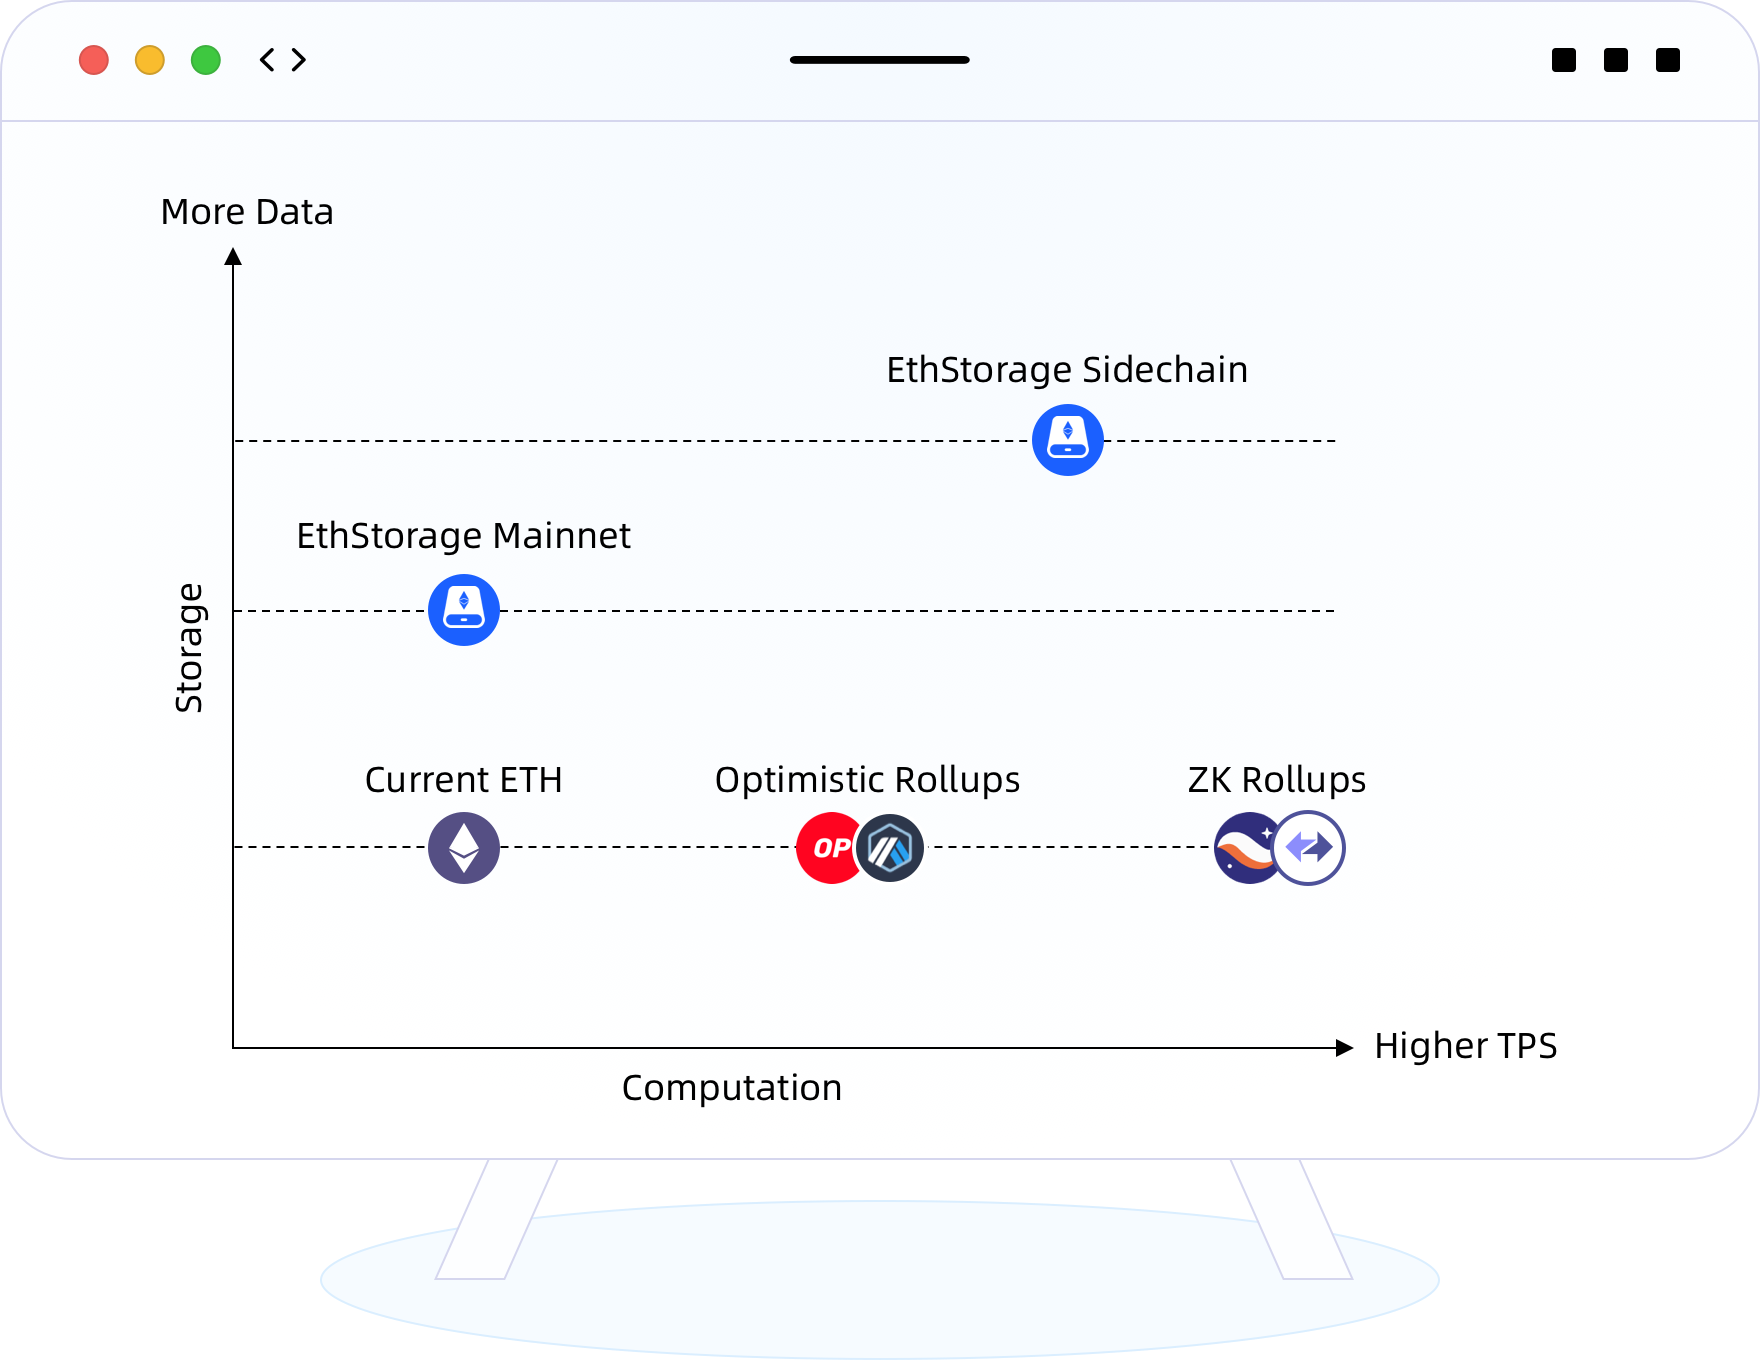 More Data
EthStorage Sidechain
EthStorage Mainnet
Storage
Current ETH
Optimistic Rollups
ZK Rollups
OP
Higher TPS
Computation